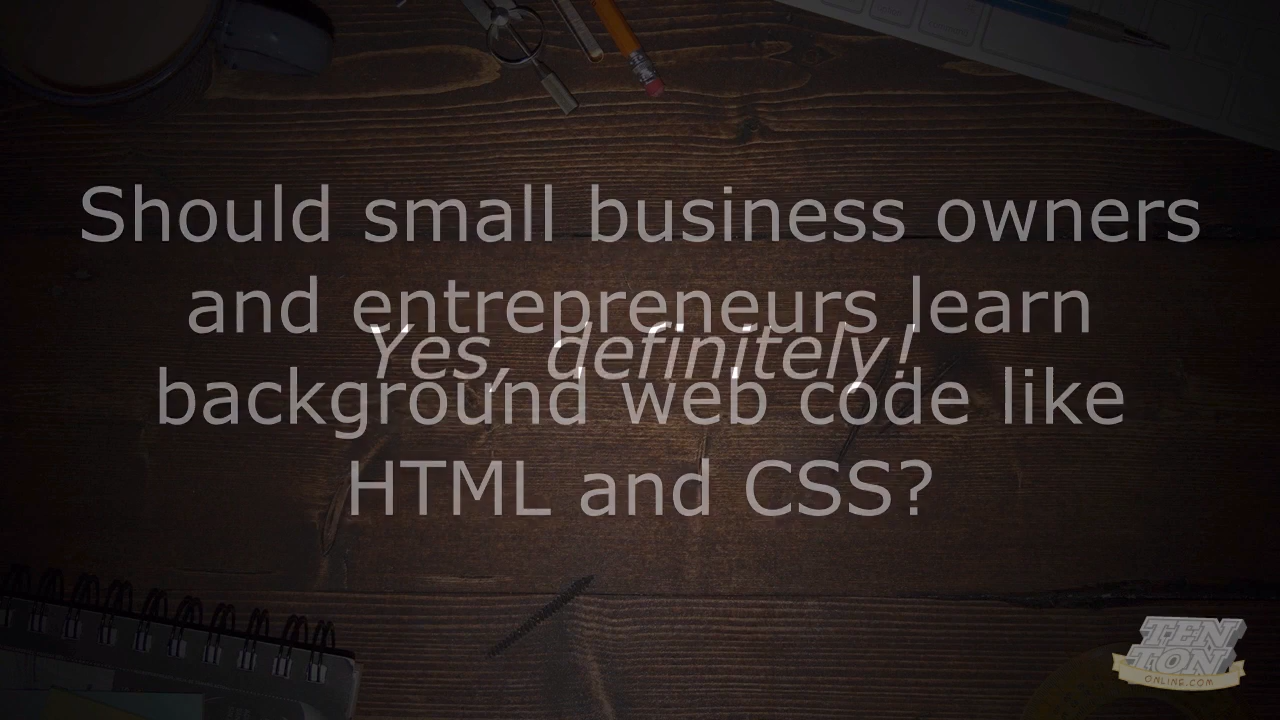 Should small business owners
and entrepreneurs learn
Yes, definitely!
background web code like
HTML and CSS?
TEN
TON
ONLINE.COM